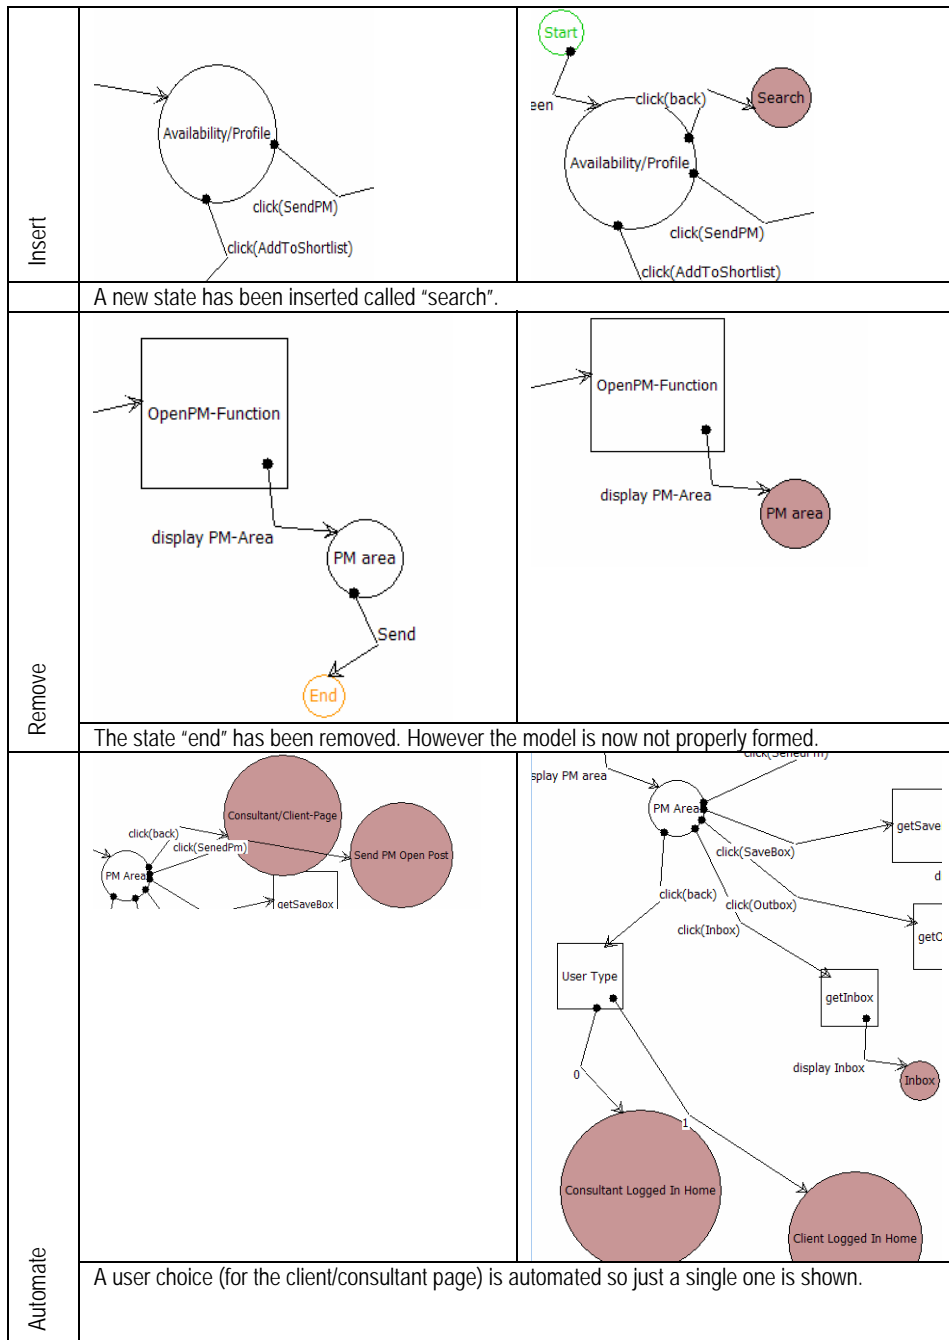 Insert
Availability/Profile
click(SendPM)
click(AddToShortlist)
Start
een
click(back)
Search
Availability/Profile
click(SendPM)
click(AddToShortlist)
A new state has been inserted called “search”.
Remove
OpenPM-Function
display PM-Area
PM area
Send
End
OpenPM-Function
display PM-Area
PM area
The state “end” has been removed. However the model is now not properly formed.
Automate
Consultant/Client-Page
click(back)
click(SenedPm)
Send PM Open Post
PM Area
getSaveBox
click(SenedPm)
splay PM area
PM Area
getSave
click(SaveBox)
d
click(back)
click(Outbox)
click(Inbox)
getO
User Type
getInbox
display Inbox
Inbox
0
1
Consultant Logged In Home
Client Logged In Home
A user choice (for the client/consultant page) is automated so just a single one is shown.